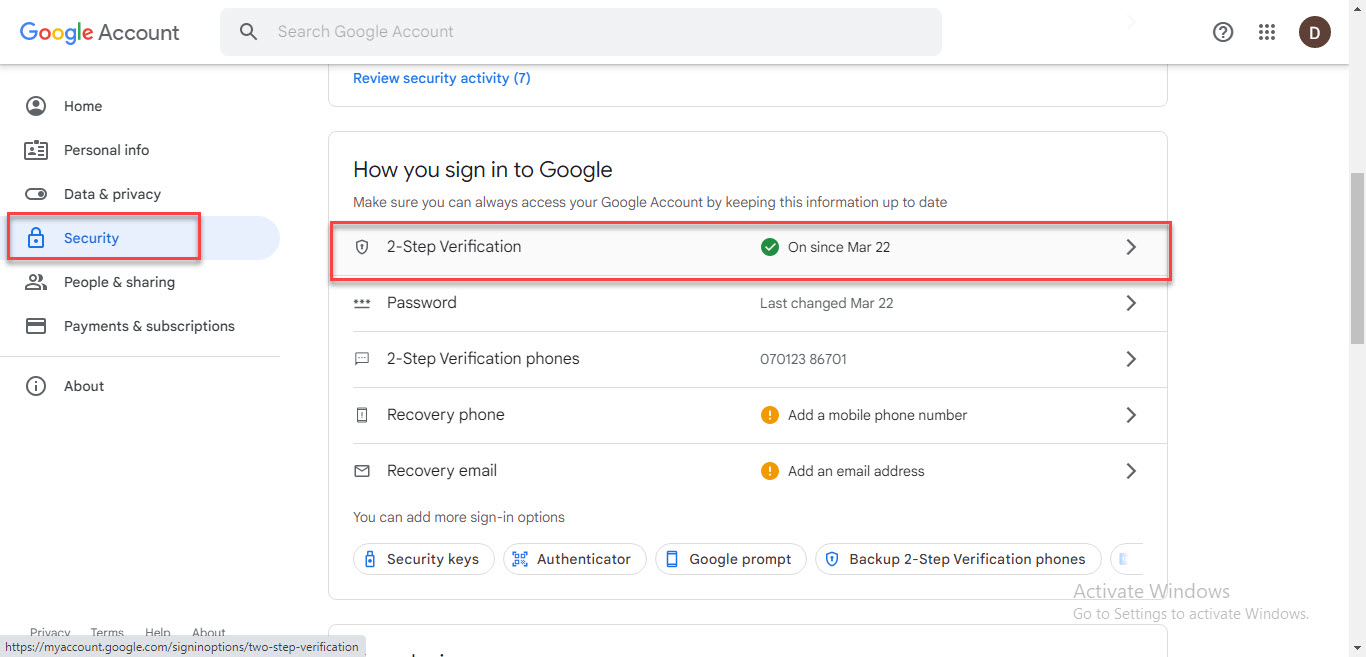 Google Account
Search Google Account
D
Review security activity (7)
Home
Personal info
Data & privacy
Security
People & sharing
Payments & subscriptions
About
How you sign in to Google
Make sure you can always access your Google Account by keeping this information up to date
2-Step Verification On since Mar 22
Password Last changed Mar 22
2-Step Verification phones 070123 86701
Recovery phone Add a mobile phone number
Recovery email Add an email address
You can add more sign-in options
Security keys Authenticator Google prompt Backup 2-Step Verification phones
Activate Windows
Go to Settings to activate Windows.
Privacy Terms Help About
https://myaccount.google.com/signinoptions/two-step-verification